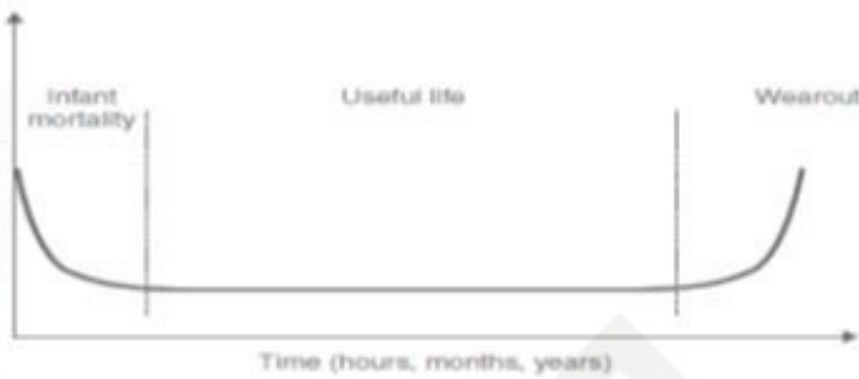 Infant
mortality
Useful life
Wearout
Time (hours, months, years)